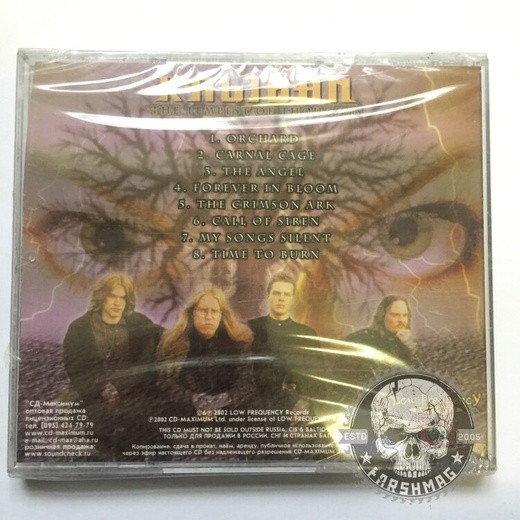 1. ORCHARD
2. CARNAL CAGE
3. THE ANGEL
4. FOREVER IN BLOOM
5. THE CRIMSON ARK
6. CALL OF SIREN
7. MY SONGS SILENT
8. TIME TO BURN
"СД-Максимум"
оптовая продажа
лицензионных CD:
тел. (095) 424-79-79
www.cd-maximum.ru
e-mail: cd-max@aha.ru
розничная продажа:
www.soundcheck.ru
℗&© 2002 LOW FREQUENCY Records
©2002 CD-MAXIMUM Ltd. under license of LOW FREQUENCY
THIS CD MUST NOT BE SOLD OUTSIDE RUSSIA, CIS &
ТОЛЬКО ДЛЯ ПРОДАЖИ В РОССИИ, СНГ И СТРАНАХ
Копирование, сдача в прокат, найм, аренду, публичное использование
через эфир настоящего CD без надлежащего разрешения CD-MAXIMUM
Low Frequency
ESTD
2005
FARSHMAG